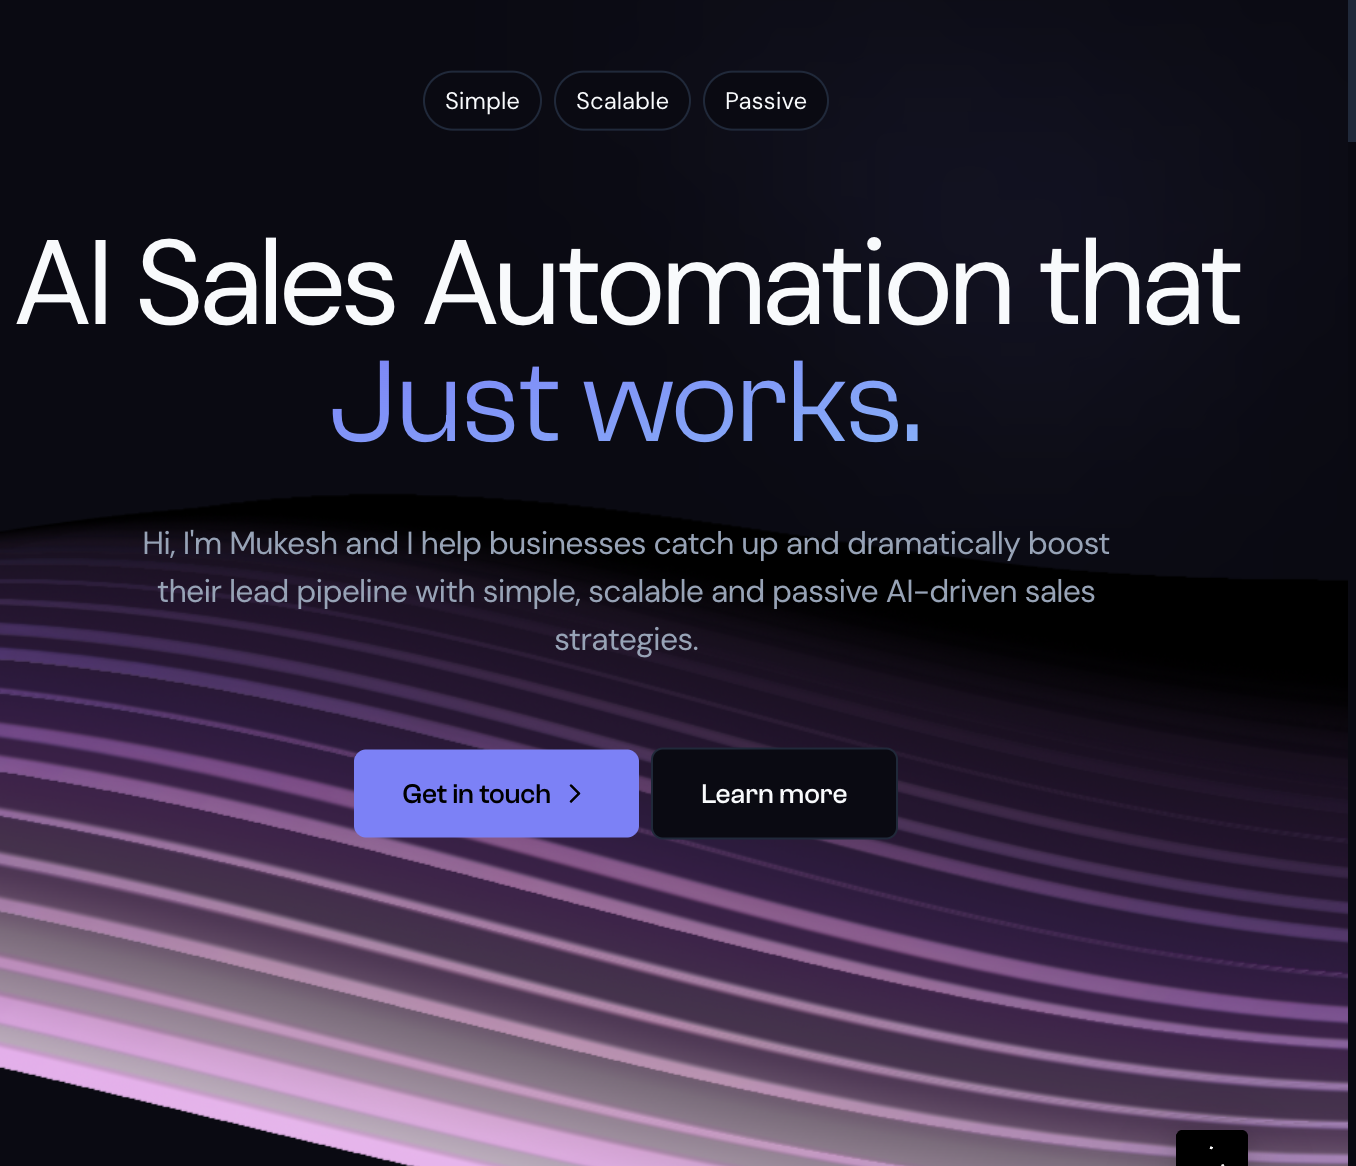 Simple
Scalable
Passive
AI Sales Automation that
Just works.
Hi, I'm Mukesh and I help businesses catch up and dramatically boost
their lead pipeline with simple, scalable and passive AI-driven sales
strategies.
Get in touch
Learn more